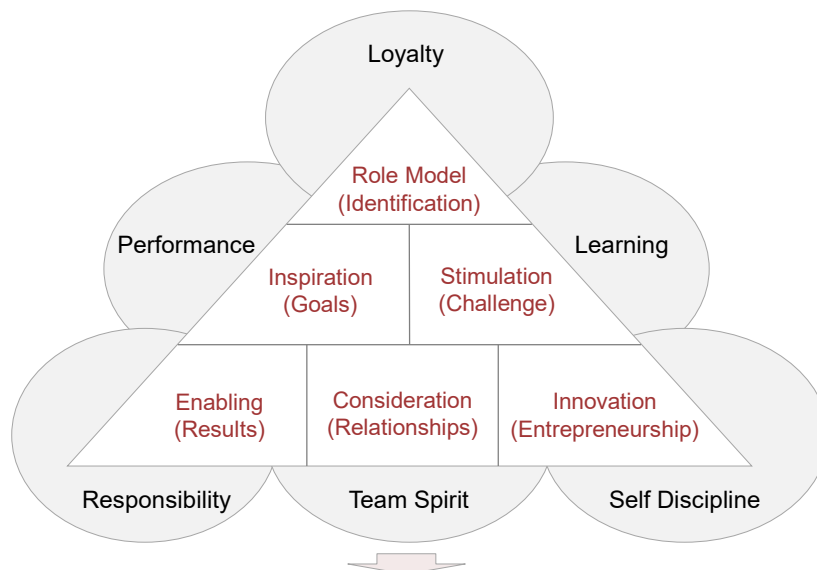 Loyalty
Role Model
(Identification)
Performance
Learning
Inspiration
(Goals)
Stimulation
(Challenge)
Enabling
(Results)
Consideration
(Relationships)
Innovation
(Entrepreneurship)
Responsibility
Team Spirit
Self Discipline